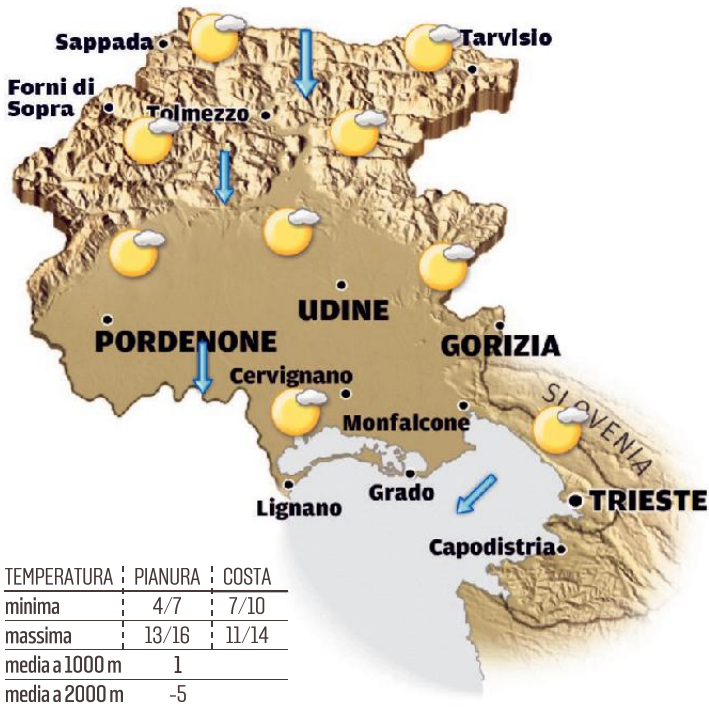 Sappada
Tarvisio
Forni di
Sopra
Tolmezzo
UDINE
PORDENONE
GORIZIA
Cervignano
SLOVENIA
Monfalcone
Grado
Lignano
TRIESTE
Capodistria
TEMPERATURA PIANURA COSTA
minima 4/7 7/10
massima 13/16 11/14
media a 1000 m 1
media a 2000 m -5